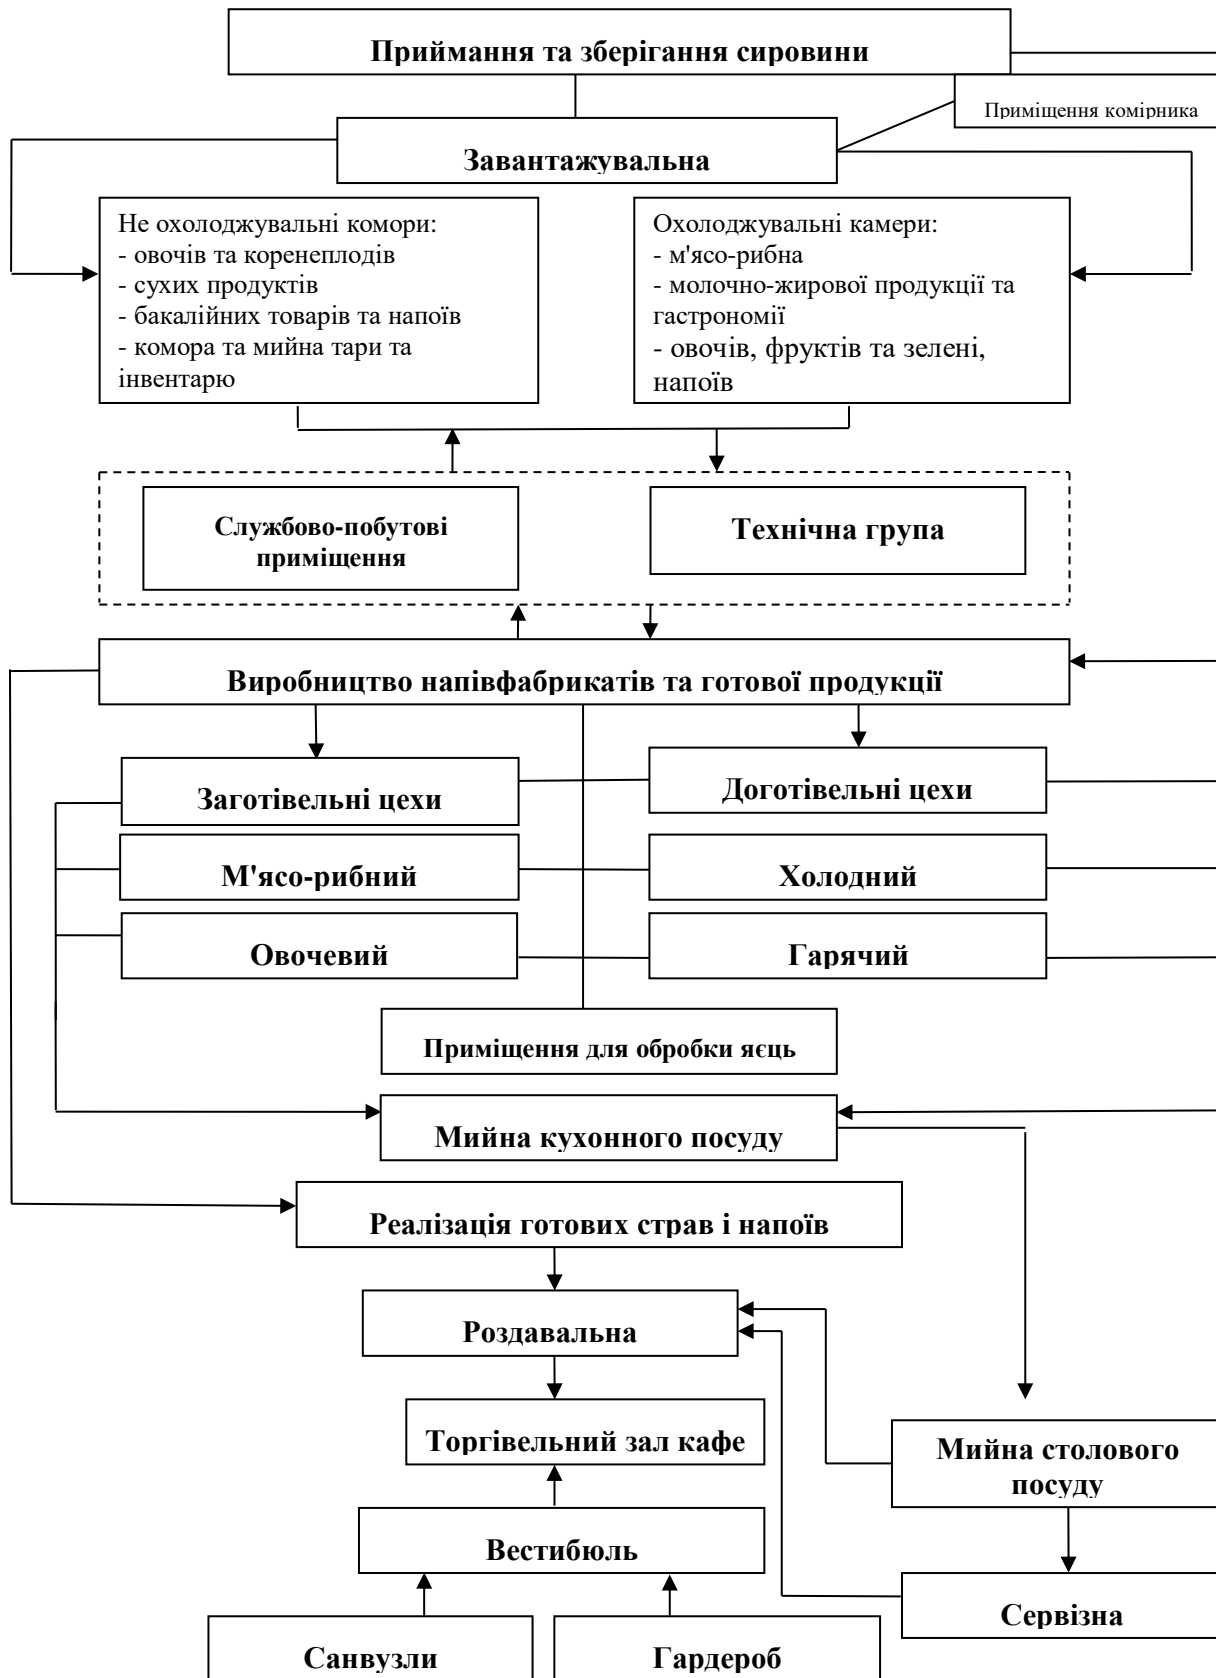 Приймання та зберігання сировини
Приміщення комірника
Завантажувальна
Не охолоджувальні комори:
- овочів та коренеплодів
- сухих продуктів
- бакалійних товарів та напоїв
- комора та мийна тари та
інвентарю
Охолоджувальні камери:
- м'ясо-рибна
- молочно-жирової продукції та
гастрономії
- овочів, фруктів та зелені,
напоїв
Службово-побутові
приміщення
Технічна група
Виробництво напівфабрикатів та готової продукції
Заготівельні цехи
Доготівельні цехи
М'ясо-рибний
Холодний
Овочевий
Гарячий
Приміщення для обробки яєць
Мийна кухонного посуду
Реалізація готових страв і напоїв
Роздавальна
Торгівельний зал кафе
Мийна столового
посуду
Вестибюль
Сервізна
Санвузли
Гардероб